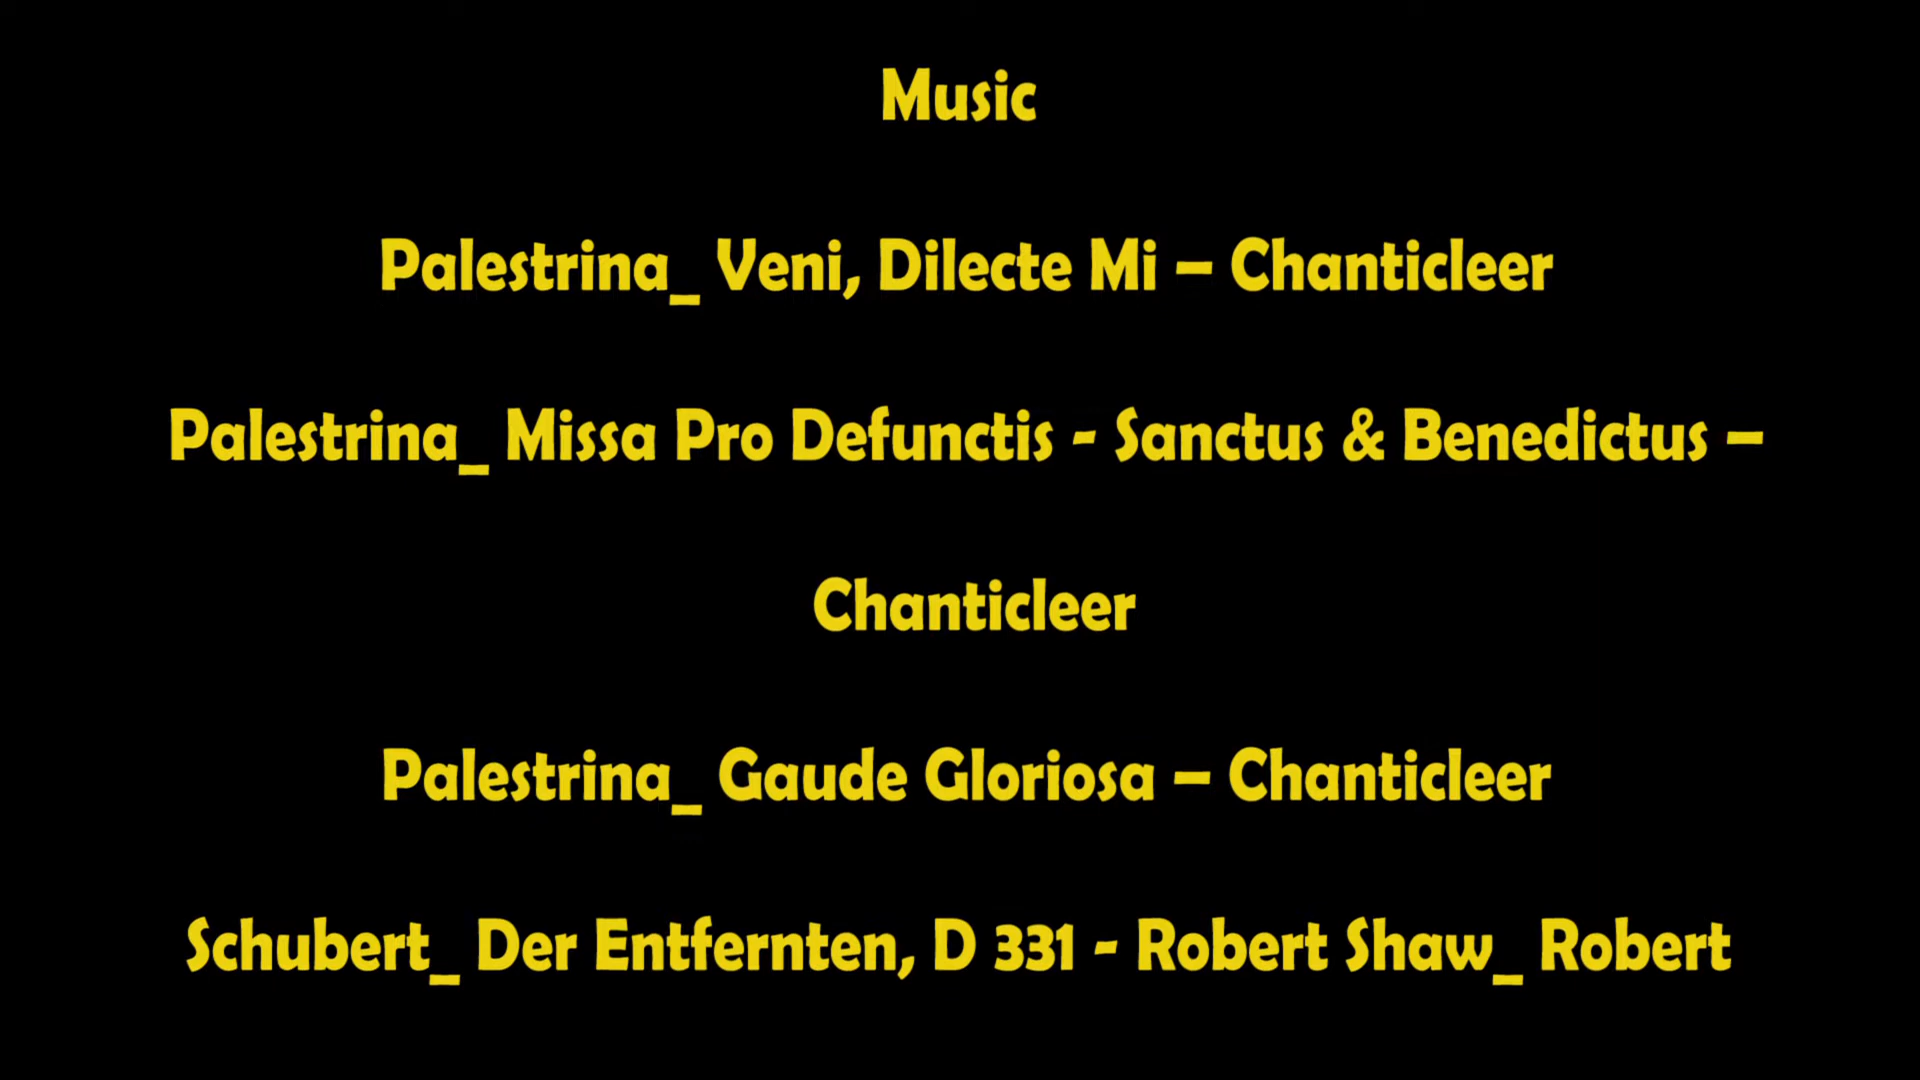 Music
Palestrina_ Veni, Dilecte Mi – Chanticleer
Palestrina_ Missa Pro Defunctis - Sanctus & Benedictus –
Chanticleer
Palestrina_ Gaude Gloriosa – Chanticleer
Schubert_ Der Entfernten, D 331 - Robert Shaw_ Robert